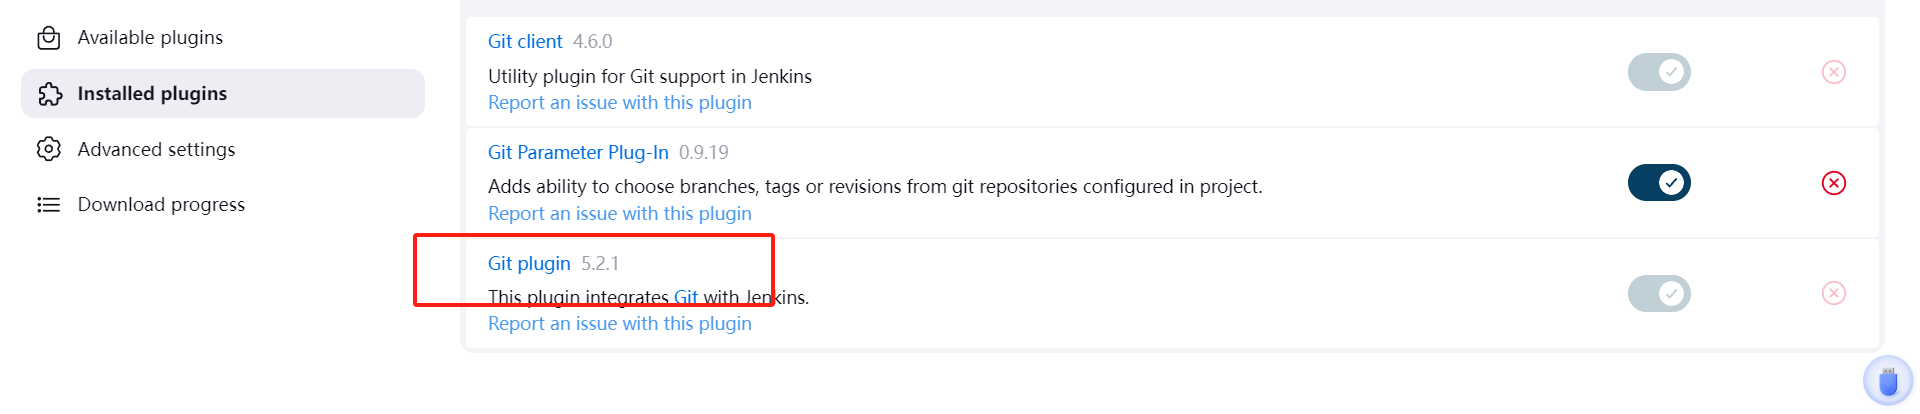 Available plugins
Installed plugins
Advanced settings
Download progress
Git client 4.6.0
Utility plugin for Git support in Jenkins
Report an issue with this plugin
Git Parameter Plug-In 0.9.19
Adds ability to choose branches, tags or revisions from git repositories configured in project.
Report an issue with this plugin
Git plugin 5.2.1
This plugin integrates Git with Jenkins.
Report an issue with this plugin